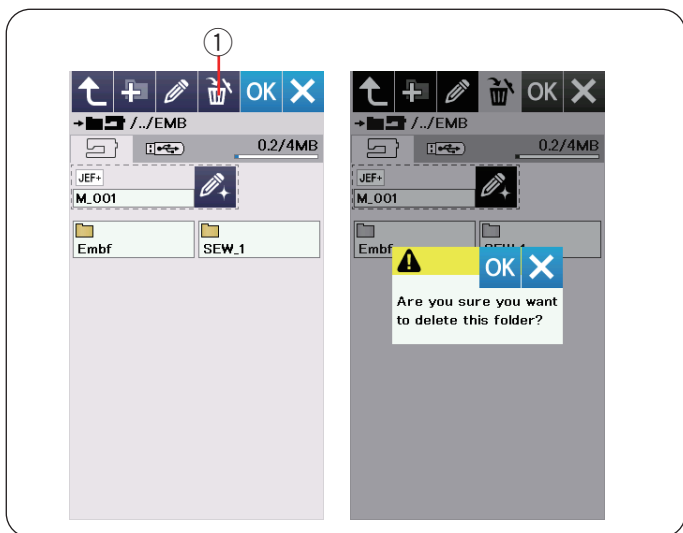 1
OK
→ /../EMB
0.2/4MB
JEF+
M_001
Embf
SEW_1
OK
→ /../EMB
0.2/4MB
JEF+
M_001
Embf
SEW_1
OK
Are you sure you want
to delete this folder?